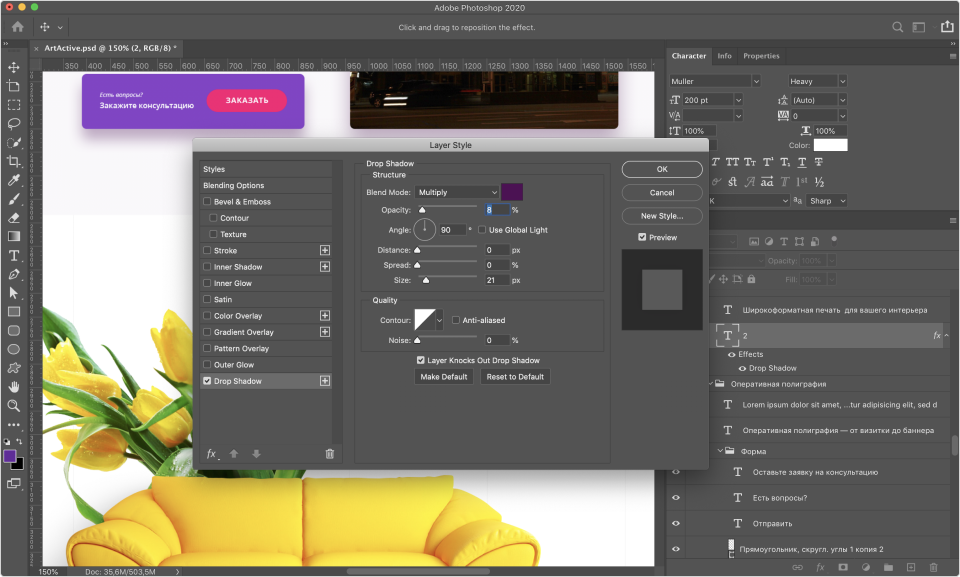 Adobe Photoshop 2020
Click and drag to reposition the effect.
ArtActive.psd @ 150% (2, RGB/8) *
350 400 450 500 550 600 650 700 750 800 850 900 950 1000 1050 1100 1150 1200 1250 1300 1350 1400 1450 1500 1550
Есть вопросы?
Закажите консультацию
ЗАКАЗАТЬ
Character Info Properties
Muller Heavy
200 pt (Auto)
0
100% 100%
Color:
Sharp
Opacity: 100%
Fill: 100%
Layer Style
Styles
Blending Options
Bevel & Emboss
Contour
Texture
Stroke
Inner Shadow
Inner Glow
Satin
Color Overlay
Gradient Overlay
Pattern Overlay
Outer Glow
Drop Shadow
fx
Drop Shadow
Structure
Blend Mode: Multiply
Opacity: 8 %
Angle: 90 ° Use Global Light
Distance: 0 px
Spread: 0 %
Size: 21 px
Quality
Contour: Anti-aliased
Noise: 0 %
Layer Knocks Out Drop Shadow
Make Default Reset to Default
OK
Cancel
New Style...
Preview
Широкоформатная печать для вашего интерьера
2 fx
Effects
Drop Shadow
Оперативная полиграфия
Lorem ipsum dolor sit amet, ...tur adipisicing elit, sed d
Оперативная полиграфия — от визитки до баннера
Форма
Оставьте заявку на консультацию
Есть вопросы?
Отправить
Прямоугольник, скругл. углы 1 копия 2
150% Doc: 35,6M/503,5M